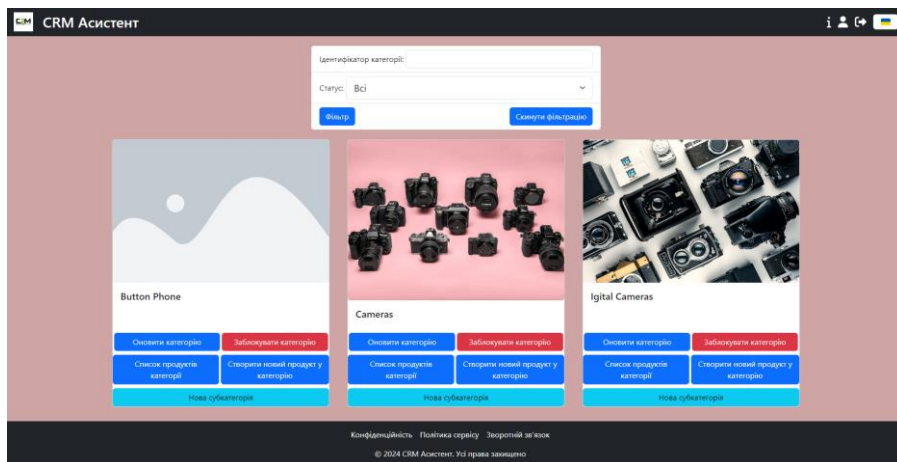 CRM CRM Асистент
Ідентифікатор категорії:
Статус: Всі
Фільтр Скинути фільтрацію
Button Phone
Cameras
Igital Cameras
Оновити категорію Заблокувати категорію Оновити категорію Заблокувати категорію Оновити категорію Заблокувати категорію
Список продуктів категорії Створити новий продукт у категорію Список продуктів категорії Створити новий продукт у категорію Список продуктів категорії Створити новий продукт у категорію
Нова субкатегорія Нова субкатегорія Нова субкатегорія
Конфіденційність Політика сервісу Зворотній зв'язок
© 2024 CRM Асистент. Усі права захищено